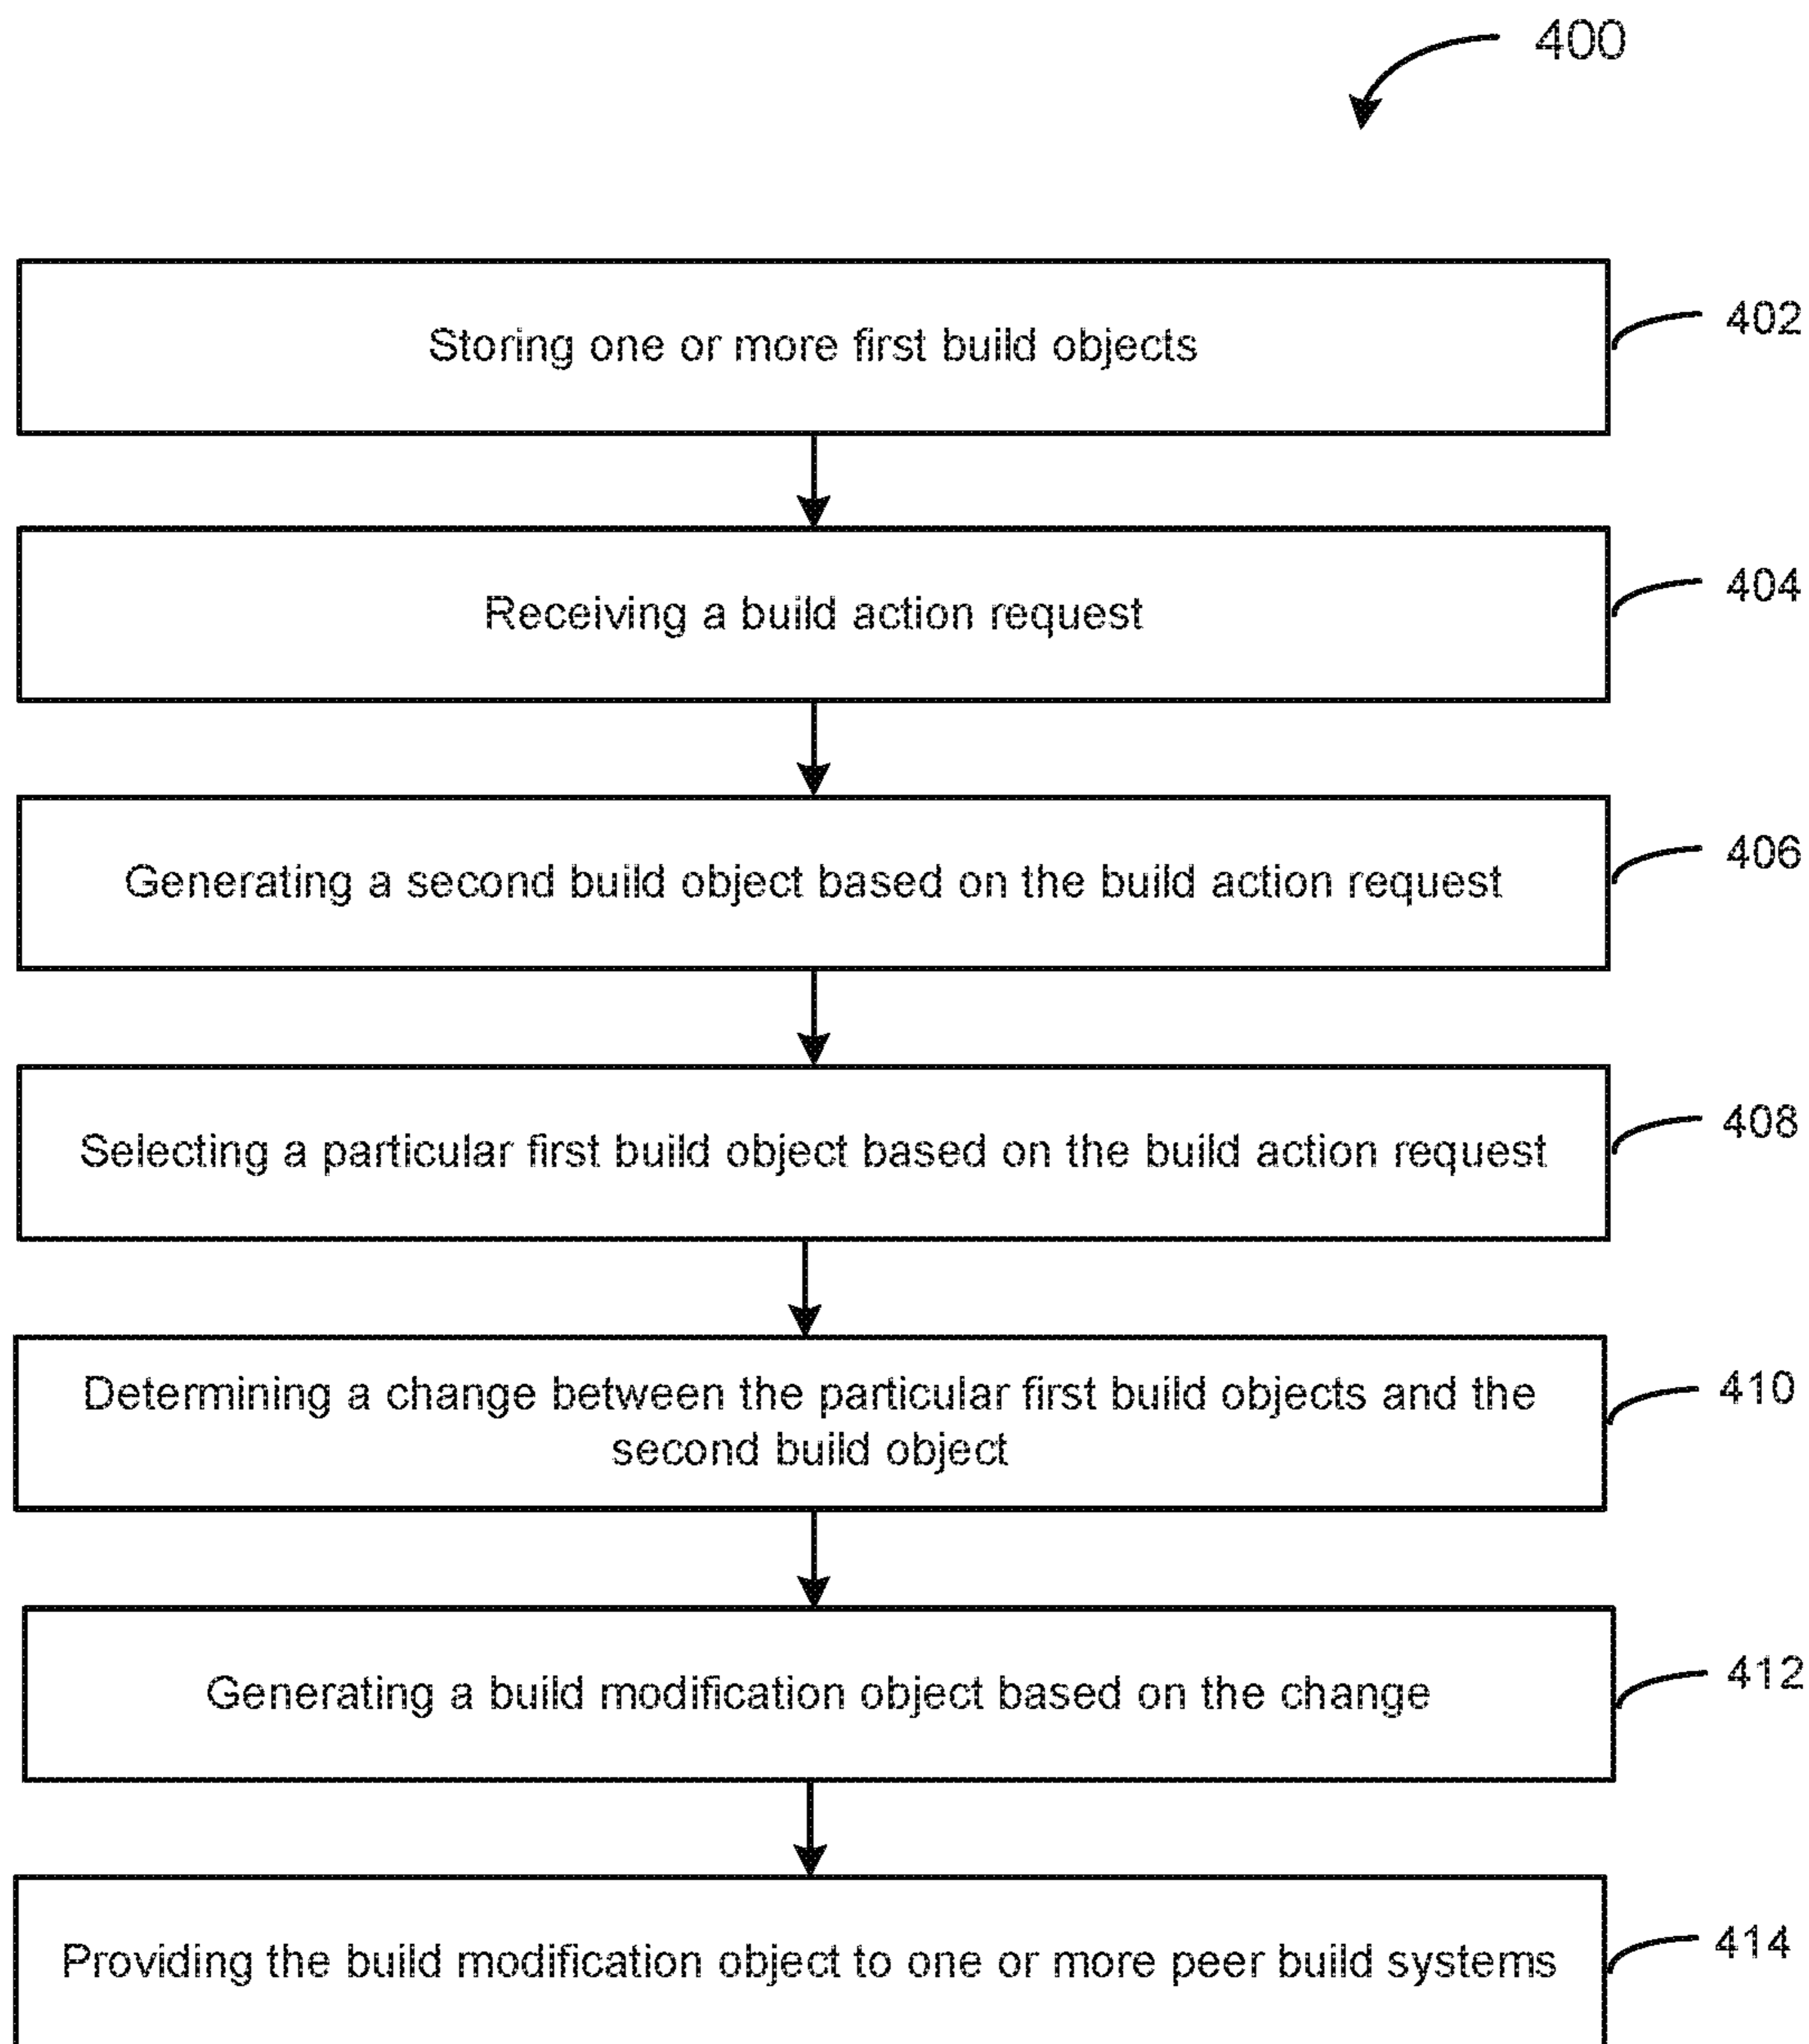 400
Storing one or more first build objects
402
Receiving a build action request
404
Generating a second build object based on the build action request
406
Selecting a particular first build object based on the build action request
408
Determining a change between the particular first build objects and the
second build object
410
Generating a build modification object based on the change
412
Providing the build modification object to one or more peer build systems
414